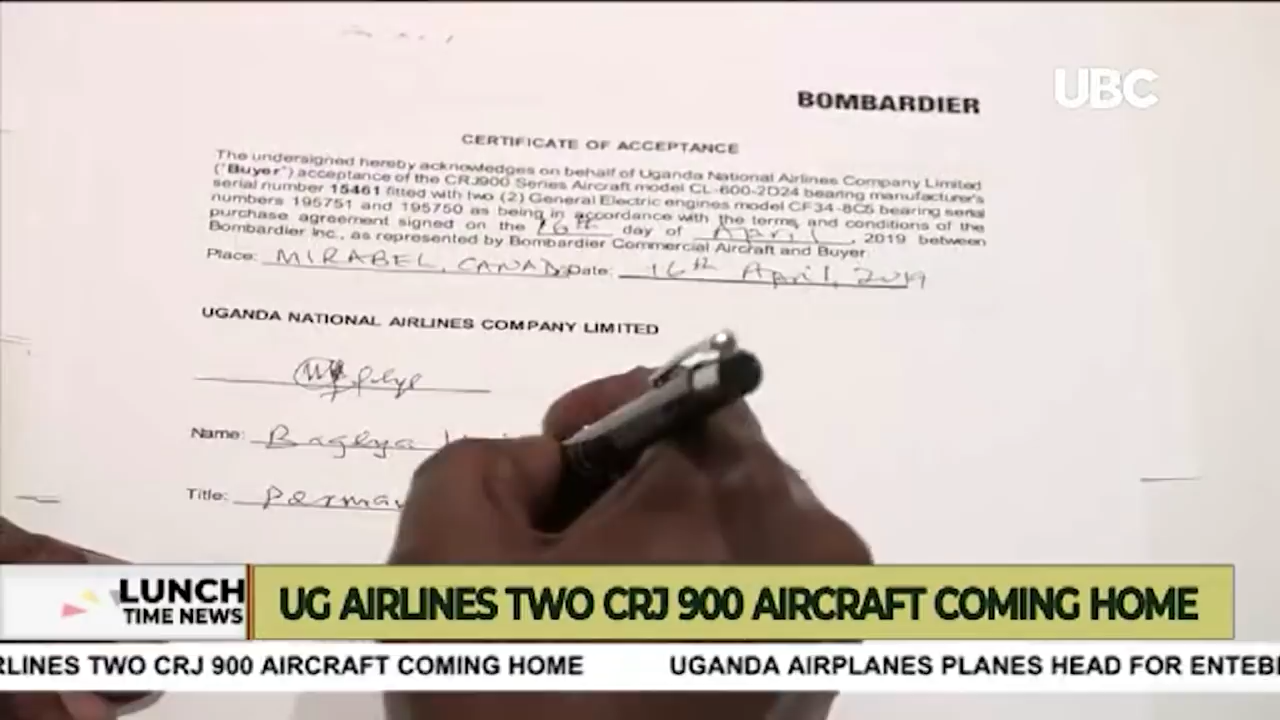 UBC
BOMBARDIER
CERTIFICATE OF ACCEPTANCE
The undersigned hereby acknowledges on behalf of Uganda National Airlines Company Limited
("Buyer") acceptance of the CRJ900 Series Aircraft model CL-600-2D24 bearing manufacturer's
serial number 15461 fitted with two (2) General Electric engines model CF34-8C5 bearing serial
numbers 195751 and 195750 as being in accordance with the terms and conditions of the
purchase agreement signed on the 16th day of April, 2019 between
Bombardier Inc., as represented by Bombardier Commercial Aircraft and Buyer.
Place: MIRABEL, CANADA Date: 16th April, 2019
UGANDA NATIONAL AIRLINES COMPANY LIMITED
Name: Bageya
Title: Perma
LUNCH
TIME NEWS
UG AIRLINES TWO CRJ 900 AIRCRAFT COMING HOME
RLINES TWO CRJ 900 AIRCRAFT COMING HOME UGANDA AIRPLANES PLANES HEAD FOR ENTEB